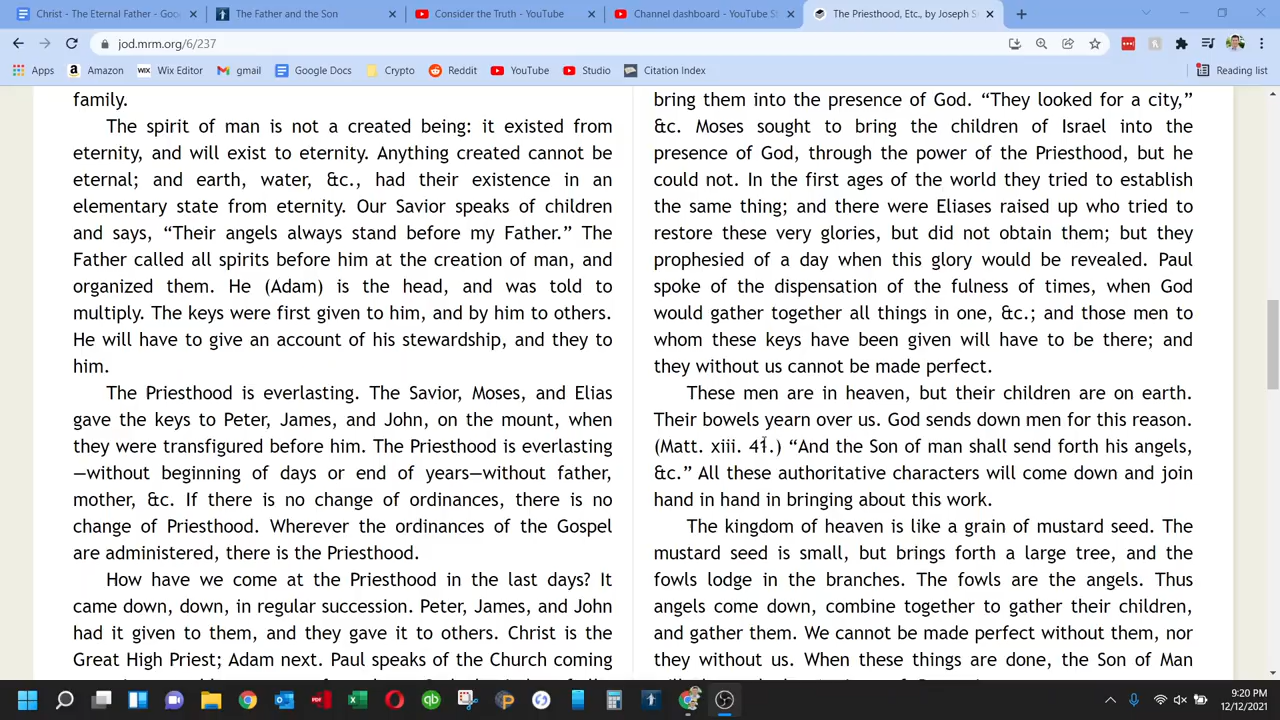 Christ - The Eternal Father - Goo
The Father and the Son
Consider the Truth - YouTube
Channel dashboard - YouTube S
The Priesthood, Etc., by Joseph S
jod.mrm.org/6/237
Apps
Amazon
WIX Wix Editor
gmail
Google Docs
Crypto
Reddit
YouTube
Studio
Citation Index
Reading list
family.
The spirit of man is not a created being: it existed from
eternity, and will exist to eternity. Anything created cannot be
eternal; and earth, water, &c., had their existence in an
elementary state from eternity. Our Savior speaks of children
and says, “Their angels always stand before my Father.” The
Father called all spirits before him at the creation of man, and
organized them. He (Adam) is the head, and was told to
multiply. The keys were first given to him, and by him to others.
He will have to give an account of his stewardship, and they to
him.
The Priesthood is everlasting. The Savior, Moses, and Elias
gave the keys to Peter, James, and John, on the mount, when
they were transfigured before him. The Priesthood is everlasting
—without beginning of days or end of years—without father,
mother, &c. If there is no change of ordinances, there is no
change of Priesthood. Wherever the ordinances of the Gospel
are administered, there is the Priesthood.
How have we come at the Priesthood in the last days? It
came down, down, in regular succession. Peter, James, and John
had it given to them, and they gave it to others. Christ is the
Great High Priest; Adam next. Paul speaks of the Church coming
bring them into the presence of God. “They looked for a city,”
&c. Moses sought to bring the children of Israel into the
presence of God, through the power of the Priesthood, but he
could not. In the first ages of the world they tried to establish
the same thing; and there were Eliases raised up who tried to
restore these very glories, but did not obtain them; but they
prophesied of a day when this glory would be revealed. Paul
spoke of the dispensation of the fulness of times, when God
would gather together all things in one, &c.; and those men to
whom these keys have been given will have to be there; and
they without us cannot be made perfect.
These men are in heaven, but their children are on earth.
Their bowels yearn over us. God sends down men for this reason.
(Matt. xiii. 41.) “And the Son of man shall send forth his angels,
&c.” All these authoritative characters will come down and join
hand in hand in bringing about this work.
The kingdom of heaven is like a grain of mustard seed. The
mustard seed is small, but brings forth a large tree, and the
fowls lodge in the branches. The fowls are the angels. Thus
angels come down, combine together to gather their children,
and gather them. We cannot be made perfect without them, nor
they without us. When these things are done, the Son of Man
9:20 PM
12/12/2021